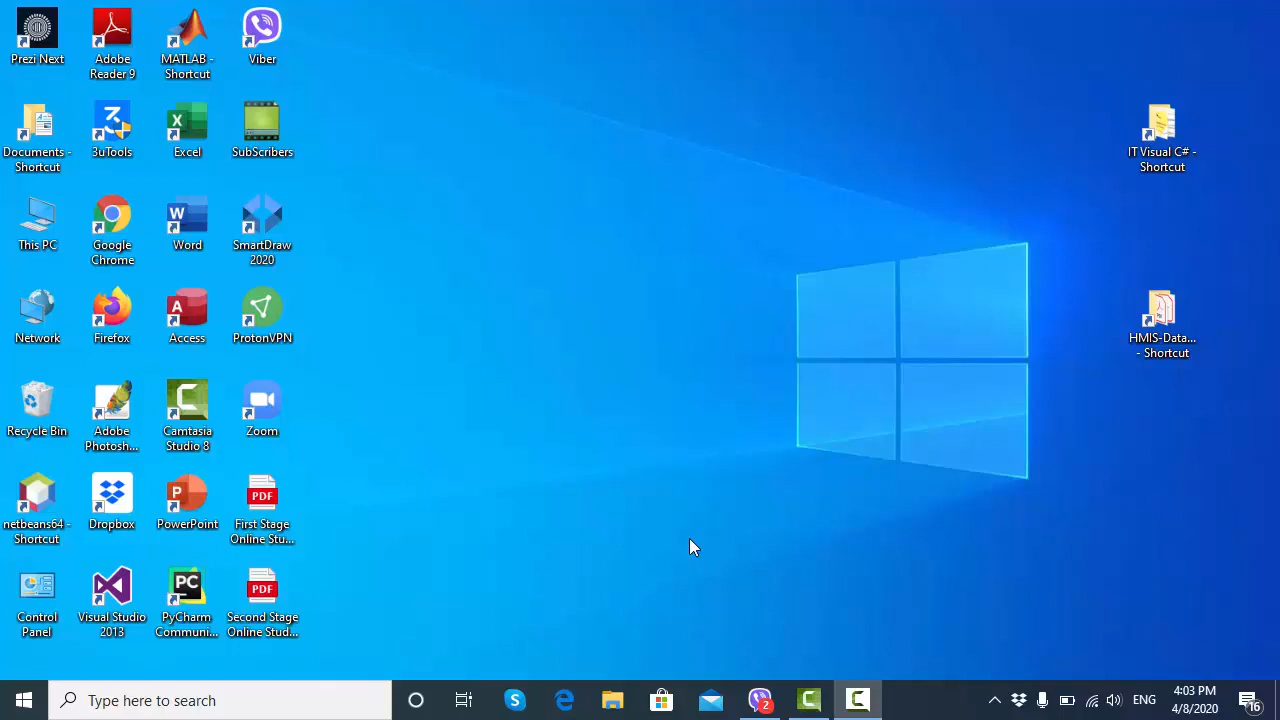 Prezi Next
Adobe
Reader 9
MATLAB -
Shortcut
Viber
Documents -
Shortcut
3uTools
Excel
SubScribers
IT Visual C# -
Shortcut
This PC
Google
Chrome
Word
SmartDraw
2020
Network
Firefox
Access
ProtonVPN
HMIS-Data...
- Shortcut
Recycle Bin
Adobe
Photosh...
Camtasia
Studio 8
Zoom
netbeans64 -
Shortcut
Dropbox
PowerPoint
PDF
First Stage
Online Stu...
Control
Panel
Visual Studio
2013
PC
PyCharm
Communi...
PDF
Second Stage
Online Stud...
Type here to search
2
ENG
4:03 PM
4/8/2020
16